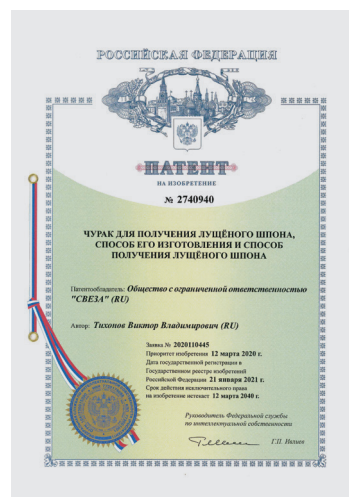 РОССИЙСКАЯ ФЕДЕРАЦИЯ
ПАТЕНТ
НА ИЗОБРЕТЕНИЕ
№ 2740940
ЧУРАК ДЛЯ ПОЛУЧЕНИЯ ЛУЩЁНОГО ШПОНА,
СПОСОБ ЕГО ИЗГОТОВЛЕНИЯ И СПОСОБ
ПОЛУЧЕНИЯ ЛУЩЁНОГО ШПОНА
Патентообладатель: Общество с ограниченной ответственностью
"СВЕЗА" (RU)
Автор: Тихонов Виктор Владимирович (RU)
Заявка № 2020110445
Приоритет изобретения 12 марта 2020 г.
Дата государственной регистрации в
Государственном реестре изобретений
Российской Федерации 21 января 2021 г.
Срок действия исключительного права
на изобретение истекает 12 марта 2040 г.
Руководитель Федеральной службы
по интеллектуальной собственности
Г.П. Ивлиев